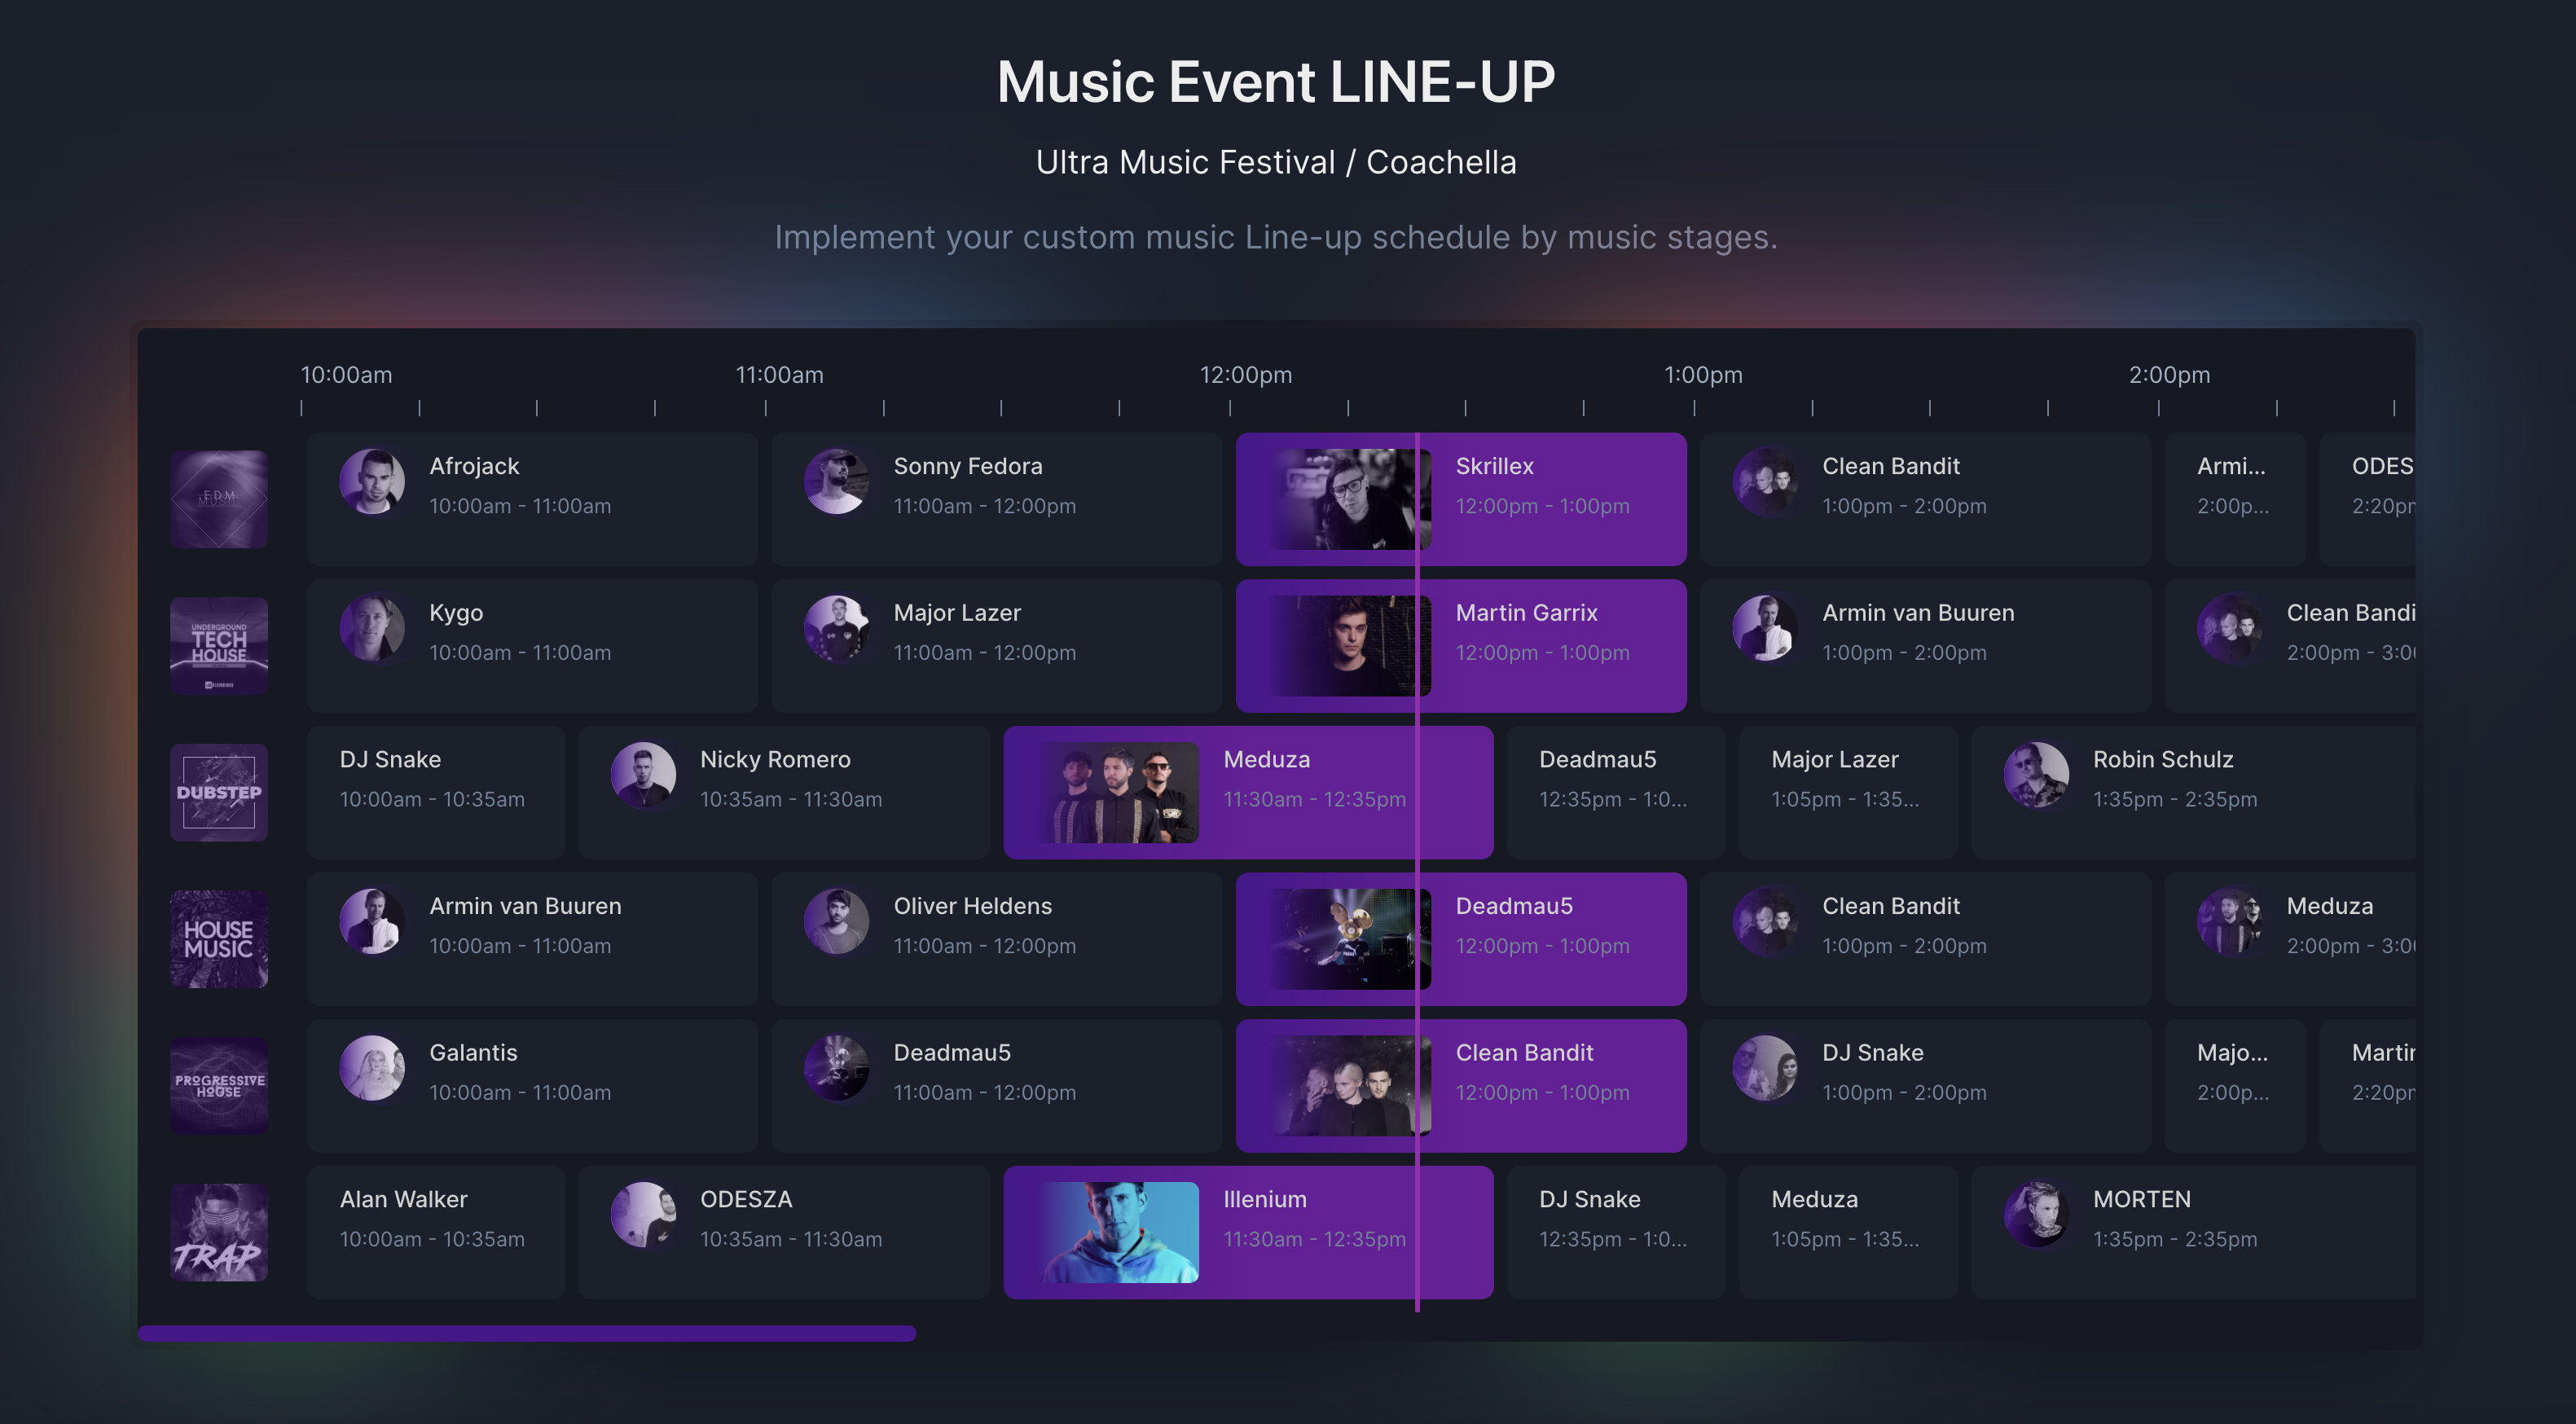 Music Event LINE-UP
Ultra Music Festival / Coachella
Implement your custom music Line-up schedule by music stages.
10:00am 11:00am 12:00pm 1:00pm 2:00pm
EDM
MUSIC
Afrojack
10:00am - 11:00am
Sonny Fedora
11:00am - 12:00pm
Skrillex
12:00pm - 1:00pm
Clean Bandit
1:00pm - 2:00pm
Armi...
2:00p...
ODES
2:20pm
UNDERGROUND
TECH
HOUSE
Kygo
10:00am - 11:00am
Major Lazer
11:00am - 12:00pm
Martin Garrix
12:00pm - 1:00pm
Armin van Buuren
1:00pm - 2:00pm
Clean Bandi
2:00pm - 3:00
DUBSTEP
DJ Snake
10:00am - 10:35am
Nicky Romero
10:35am - 11:30am
Meduza
11:30am - 12:35pm
Deadmau5
12:35pm - 1:0...
Major Lazer
1:05pm - 1:35...
Robin Schulz
1:35pm - 2:35pm
HOUSE
MUSIC
Armin van Buuren
10:00am - 11:00am
Oliver Heldens
11:00am - 12:00pm
Deadmau5
12:00pm - 1:00pm
Clean Bandit
1:00pm - 2:00pm
Meduza
2:00pm - 3:00
PROGRESSIVE
HOUSE
Galantis
10:00am - 11:00am
Deadmau5
11:00am - 12:00pm
Clean Bandit
12:00pm - 1:00pm
DJ Snake
1:00pm - 2:00pm
Majo...
2:00p...
Martin
2:20pm
TRAP
Alan Walker
10:00am - 10:35am
ODESZA
10:35am - 11:30am
Illenium
11:30am - 12:35pm
DJ Snake
12:35pm - 1:0...
Meduza
1:05pm - 1:35...
MORTEN
1:35pm - 2:35pm